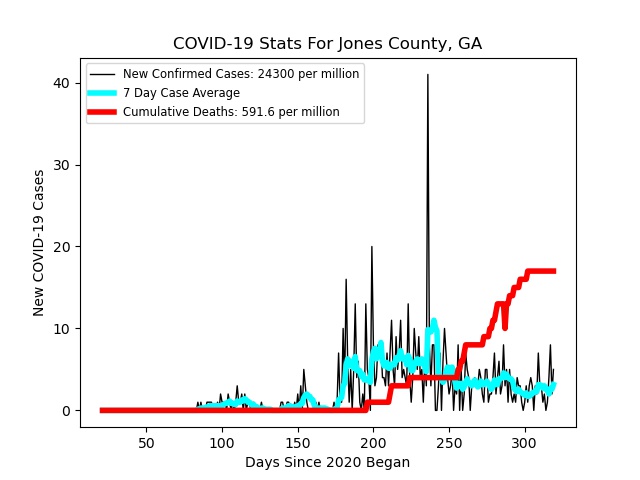 COVID-19 Stats For Jones County, GA
New Confirmed Cases: 24300 per million
7 Day Case Average
Cumulative Deaths: 591.6 per million
New COVID-19 Cases
40
30
20
10
0
50 100 150 200 250 300
Days Since 2020 Began